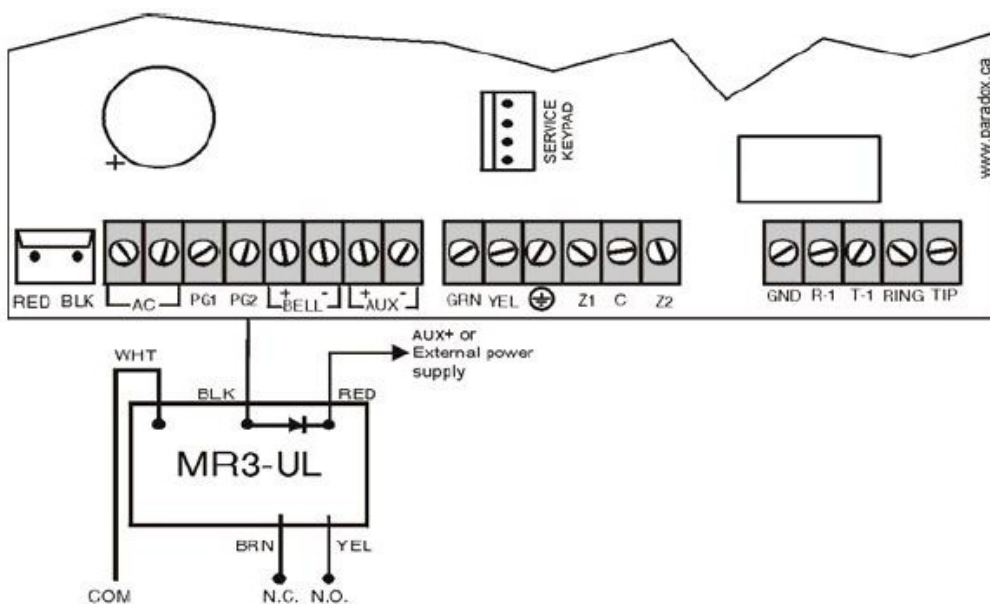 www.paradox.ca
SERVICE
KEYPAD
+
RED BLK
AC
PG1 PG2
+ -
BELL
+ -
AUX
GRN YEL
Z1 C Z2
GND R-1 T-1 RING TIP
AUX+ or
External power
supply
WHT
BLK
RED
MR3-UL
BRN
YEL
COM
N.C. N.O.